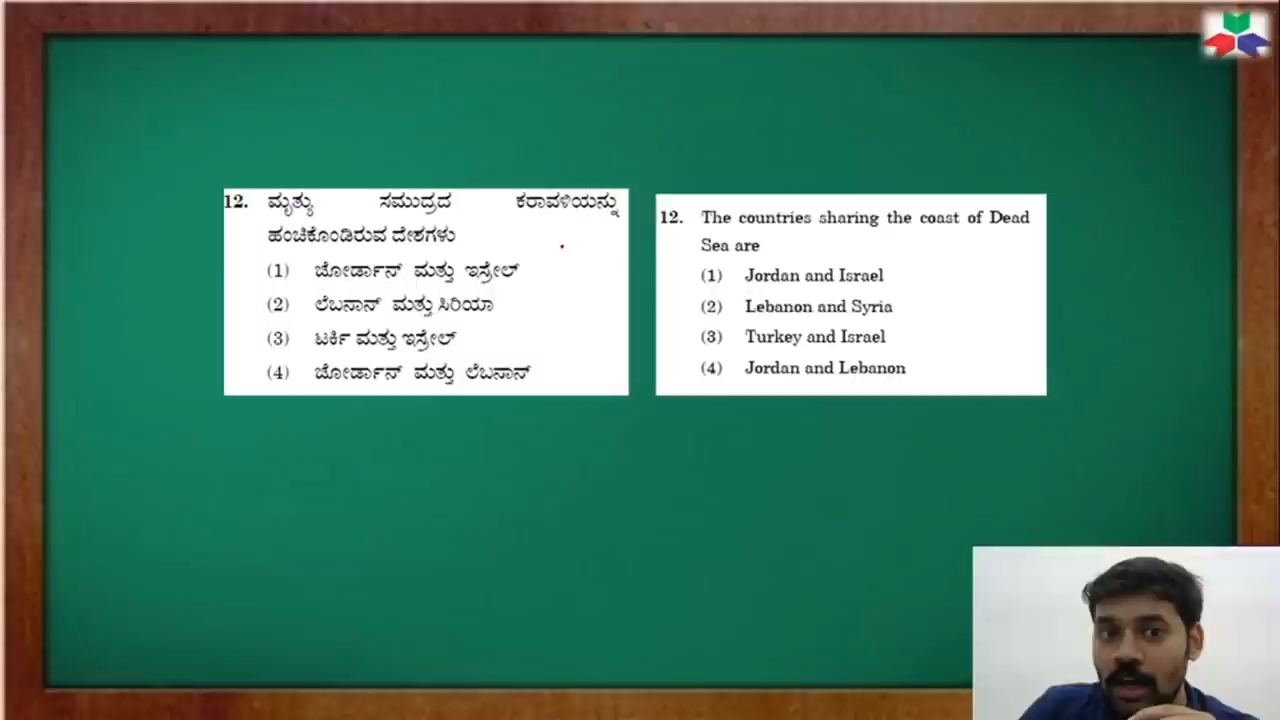 12. ಮೃತ್ಯು ಸಮುದ್ರದ ಕರಾವಳಿಯನ್ನು
ಹಂಚಿಕೊಂಡಿರುವ ದೇಶಗಳು
(1) ಜೋರ್ಡಾನ್ ಮತ್ತು ಇಸ್ರೇಲ್
(2) ಲೆಬನಾನ್ ಮತ್ತು ಸಿರಿಯಾ
(3) ಟರ್ಕಿ ಮತ್ತು ಇಸ್ರೇಲ್
(4) ಜೋರ್ಡಾನ್ ಮತ್ತು ಲೆಬನಾನ್
12. The countries sharing the coast of Dead
Sea are
(1) Jordan and Israel
(2) Lebanon and Syria
(3) Turkey and Israel
(4) Jordan and Lebanon